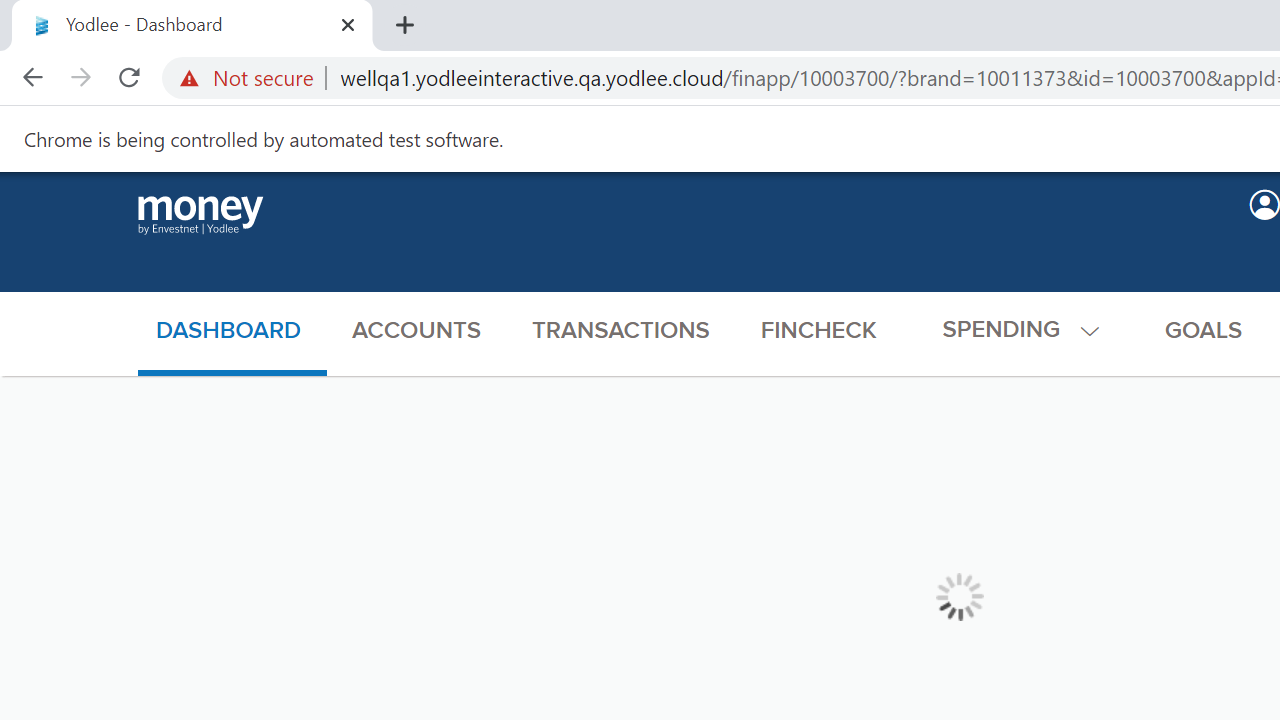 Yodlee - Dashboard
Not secure
wellqa1.yodleeinteractive.qa.yodlee.cloud/finapp/10003700/?brand=10011373&id=10003700&appId=
Chrome is being controlled by automated test software.
money
by Envestnet | Yodlee
DASHBOARD ACCOUNTS TRANSACTIONS FINCHECK SPENDING GOALS